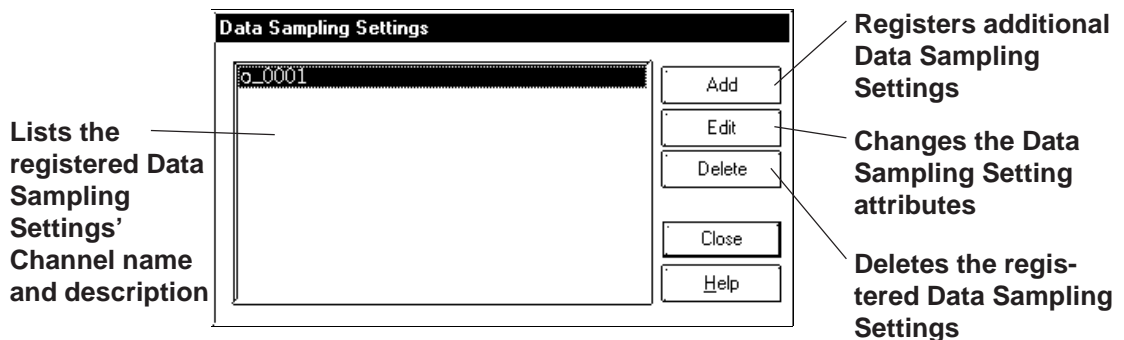 Data Sampling Settings
o_0001
Add
Edit
Delete
Close
Help
Lists the
registered Data
Sampling
Settings’
Channel name
and description
Registers additional
Data Sampling
Settings
Changes the Data
Sampling Setting
attributes
Deletes the regis-
tered Data Sampling
Settings